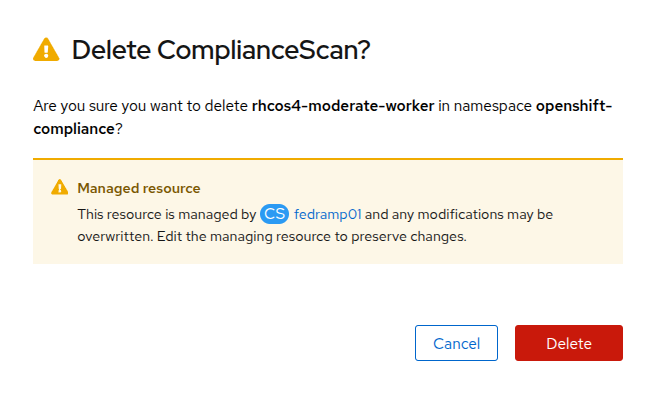 Delete ComplianceScan?
Are you sure you want to delete rhcos4-moderate-worker in namespace openshift-
compliance?
Managed resource
This resource is managed by CS fedramp01 and any modifications may be
overwritten. Edit the managing resource to preserve changes.
Cancel Delete